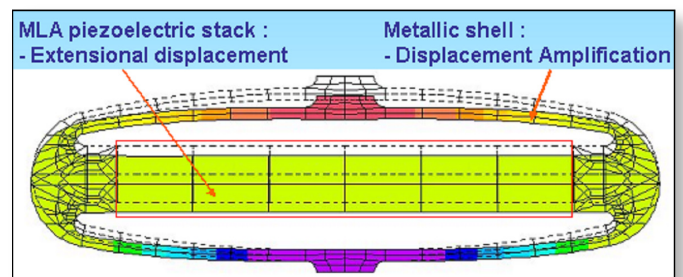 MLA piezoelectric stack :
- Extensional displacement
Metallic shell :
- Displacement Amplification